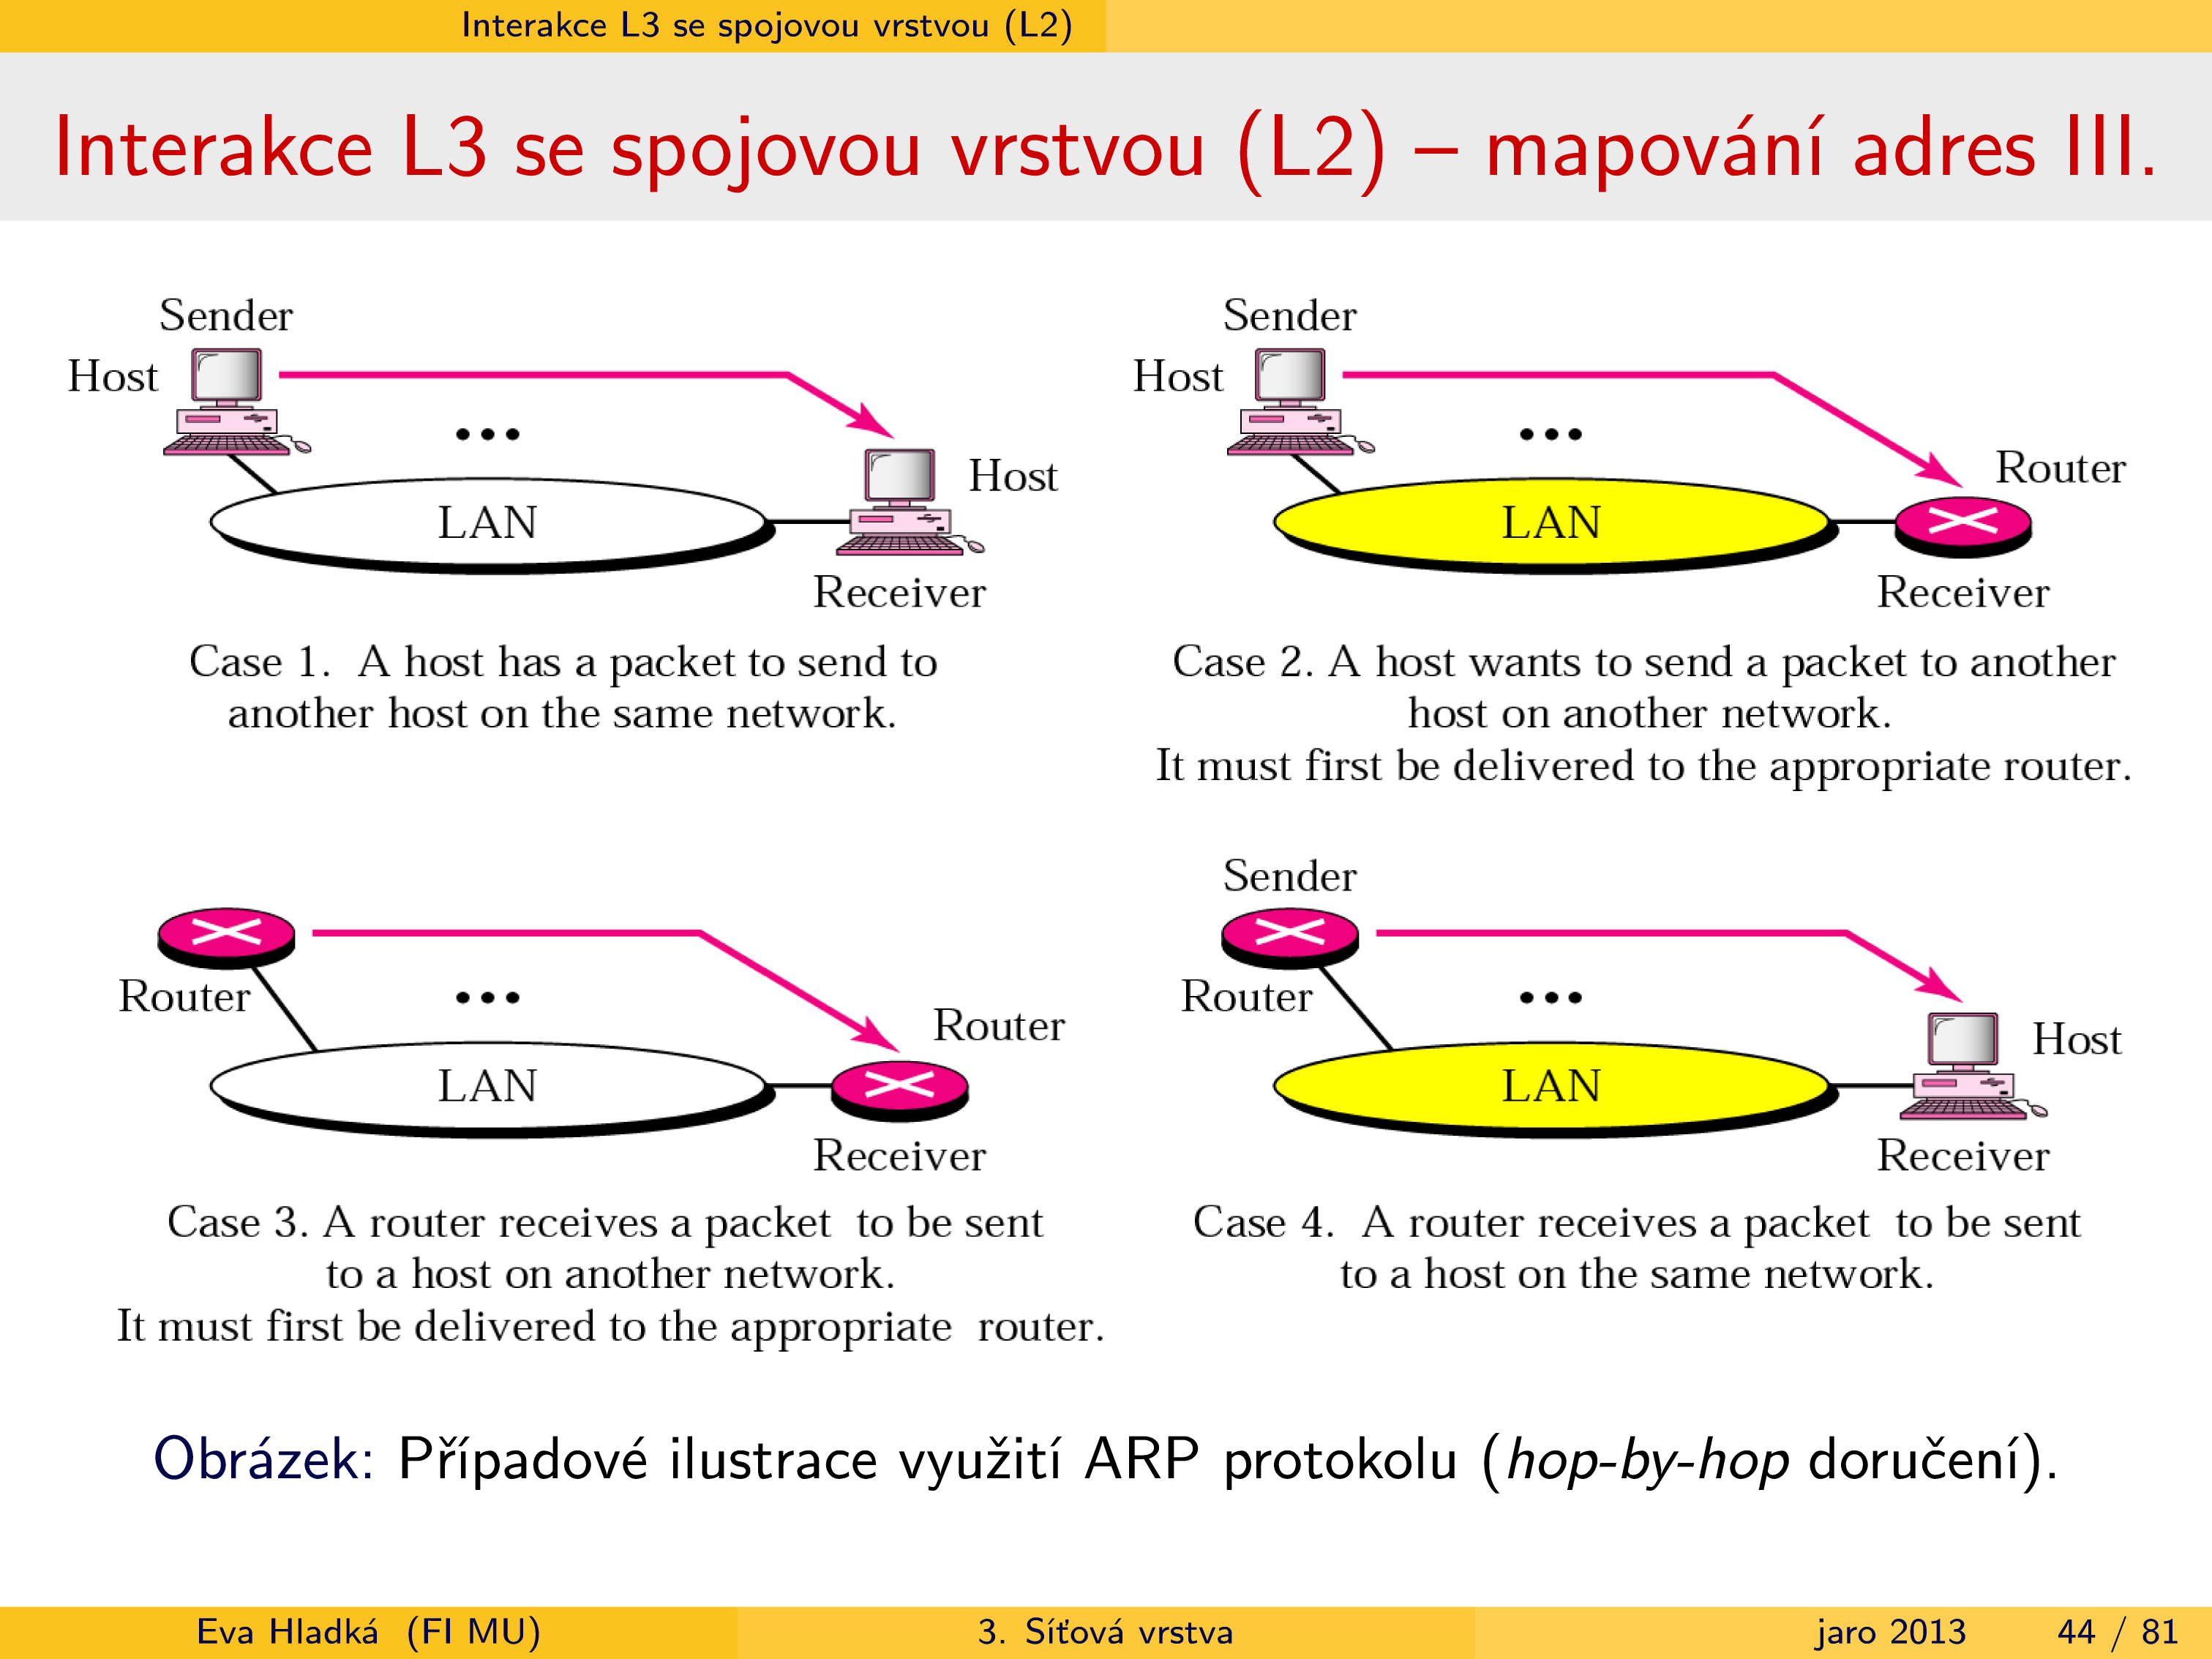 Interakce L3 se spojovou vrstvou (L2)
Interakce L3 se spojovou vrstvou (L2) – mapování adres III.
Sender
Host
...
LAN
Host
Receiver
Case 1. A host has a packet to send to
another host on the same network.
Sender
Host
...
LAN
Router
Receiver
Case 2. A host wants to send a packet to another
host on another network.
It must first be delivered to the appropriate router.
Router
...
LAN
Router
Receiver
Case 3. A router receives a packet to be sent
to a host on another network.
It must first be delivered to the appropriate router.
Sender
Router
...
LAN
Host
Receiver
Case 4. A router receives a packet to be sent
to a host on the same network.
Obrázek: Případové ilustrace využití ARP protokolu (hop-by-hop doručení).
Eva Hladká (FI MU)
3. Síťová vrstva
jaro 2013
44 / 81